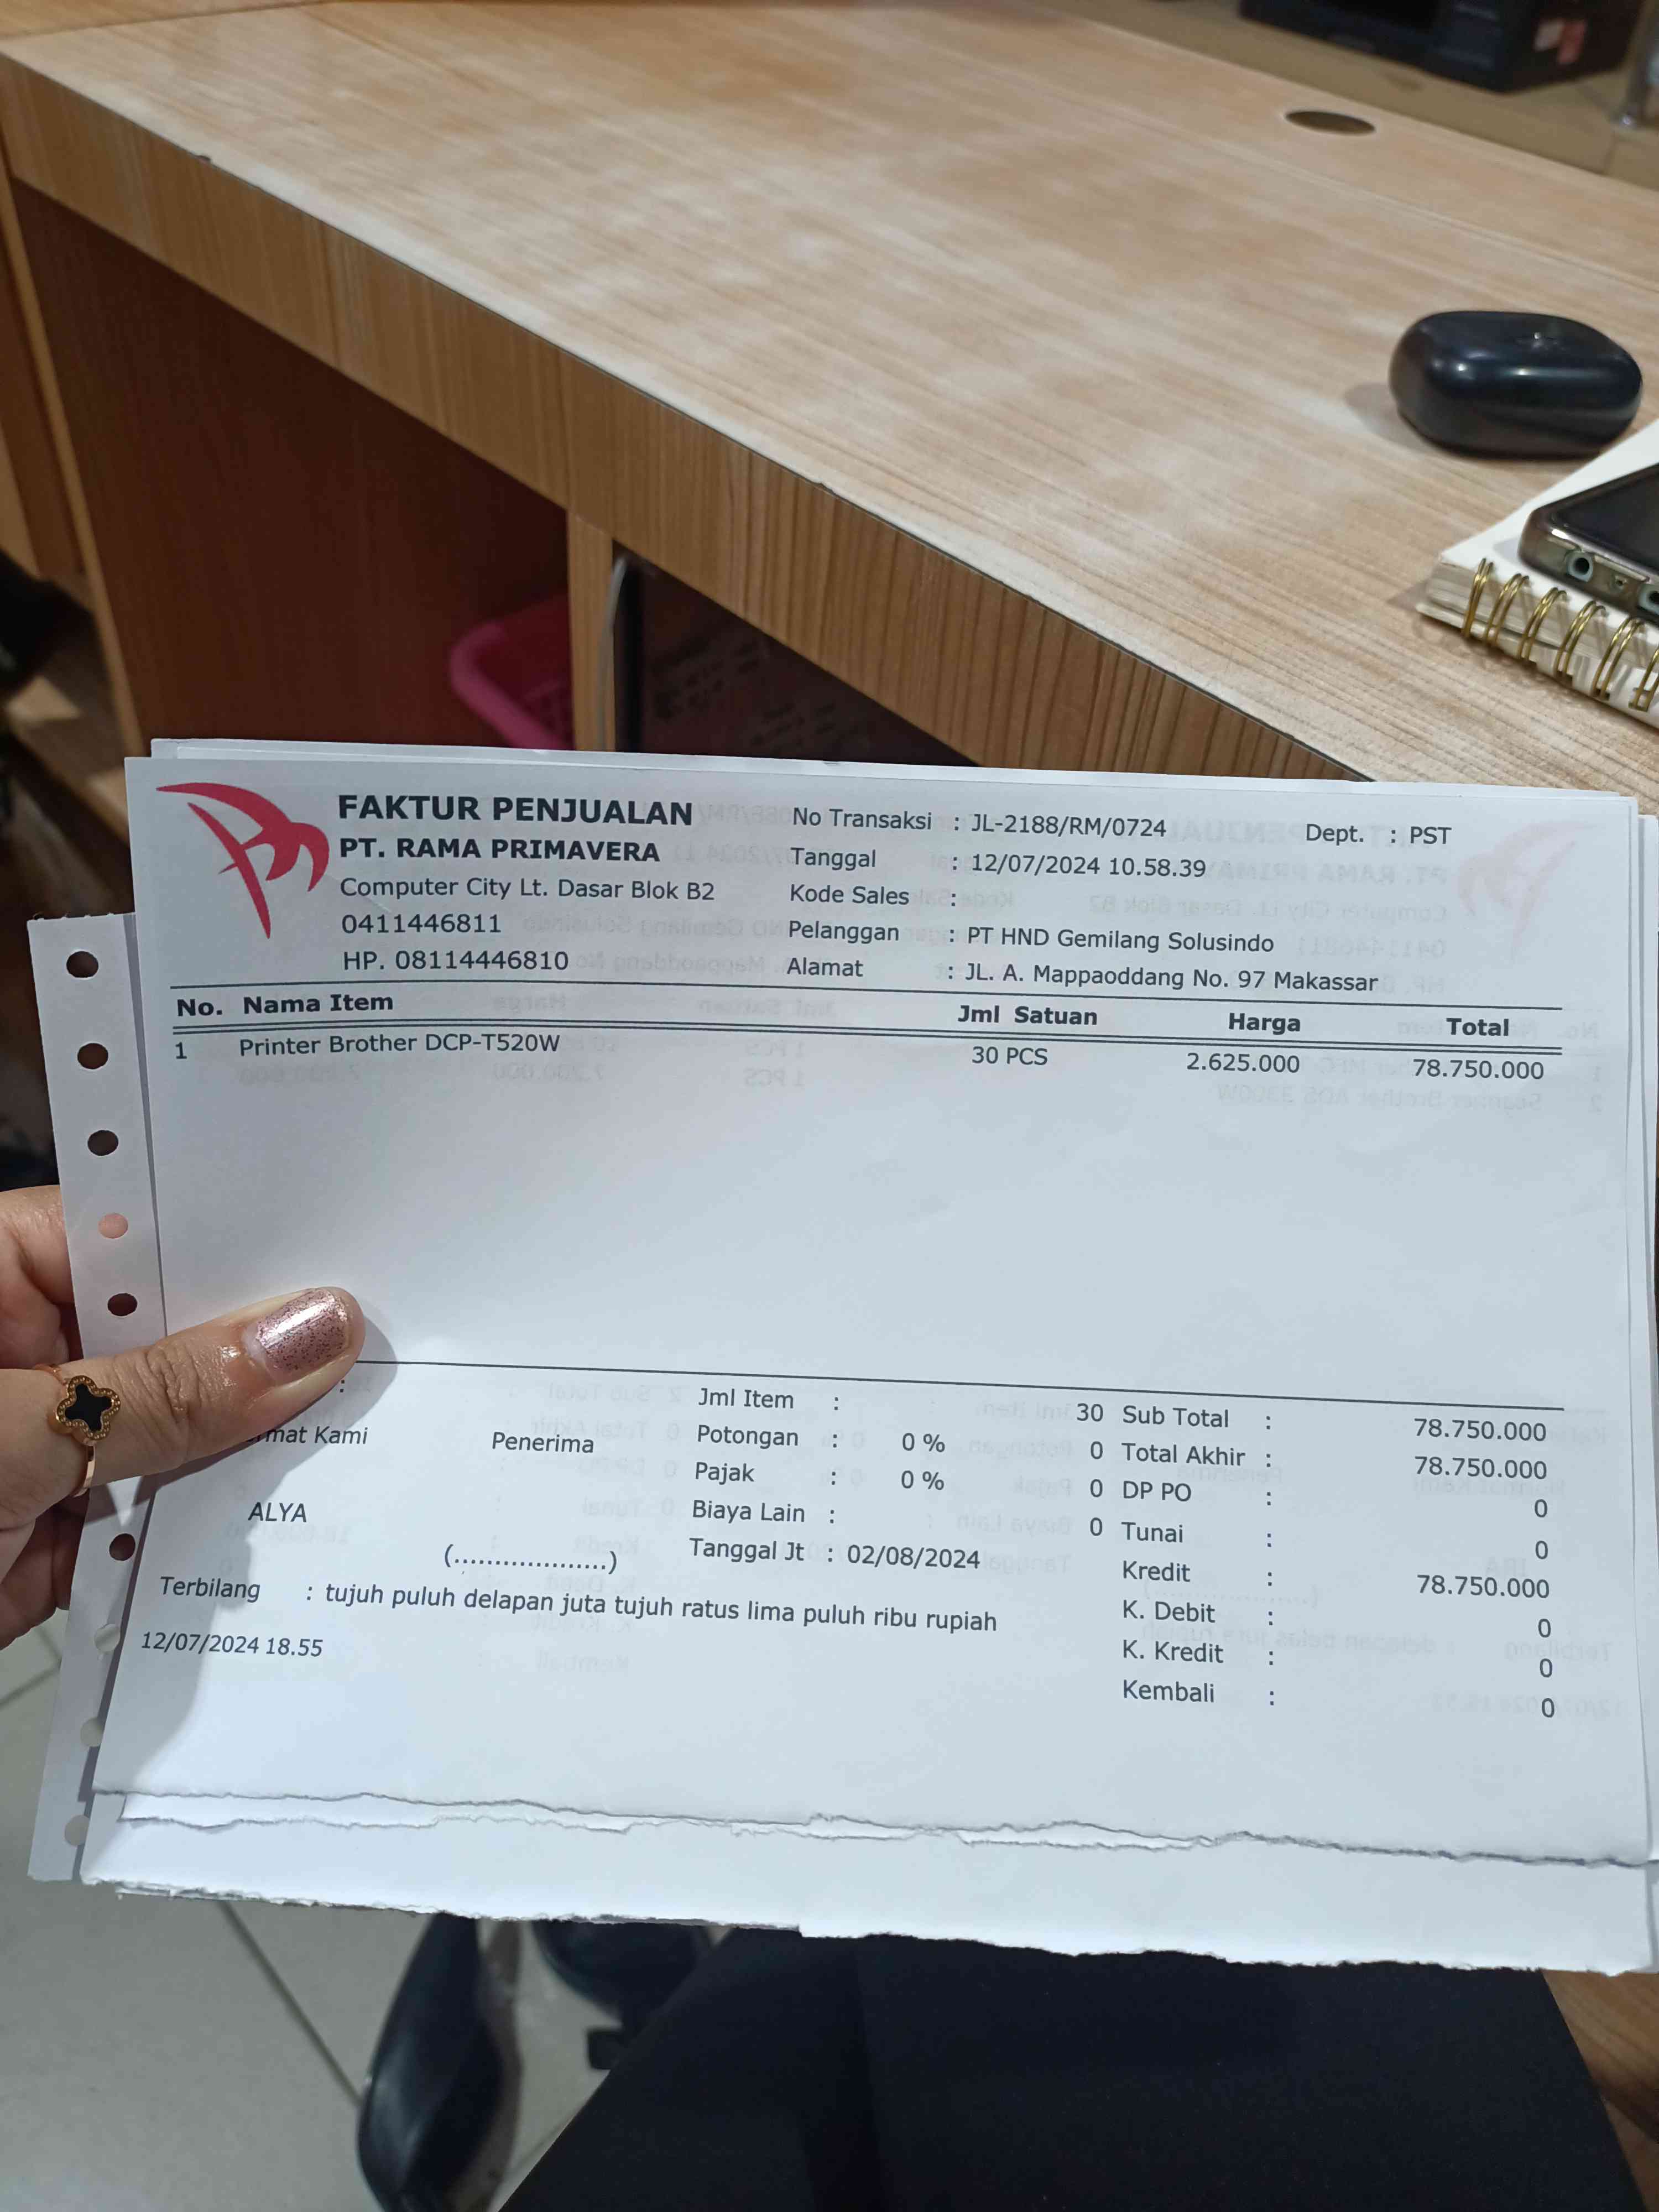 FAKTUR PENJUALAN
PT. RAMA PRIMAVERA
Computer City Lt. Dasar Blok B2
0411446811
HP. 08114446810
No Transaksi : JL-2188/RM/0724
Dept. : PST
Tanggal : 12/07/2024 10.58.39
Kode Sales :
Pelanggan : PT HND Gemilang Solusindo
Alamat : JL. A. Mappaoddang No. 97 Makassar
No. Nama Item Jml Satuan Harga Total
1 Printer Brother DCP-T520W 30 PCS 2.625.000 78.750.000
:
mat Kami
Penerima
ALYA
(...................)
Jml Item : 30
Potongan : 0 % 0
Pajak : 0 % 0
Biaya Lain : 0
Tanggal Jt : 02/08/2024
Sub Total : 78.750.000
Total Akhir : 78.750.000
DP PO : 0
Tunai : 0
Kredit : 78.750.000
K. Debit : 0
K. Kredit : 0
Kembali : 0
Terbilang : tujuh puluh delapan juta tujuh ratus lima puluh ribu rupiah
12/07/2024 18.55